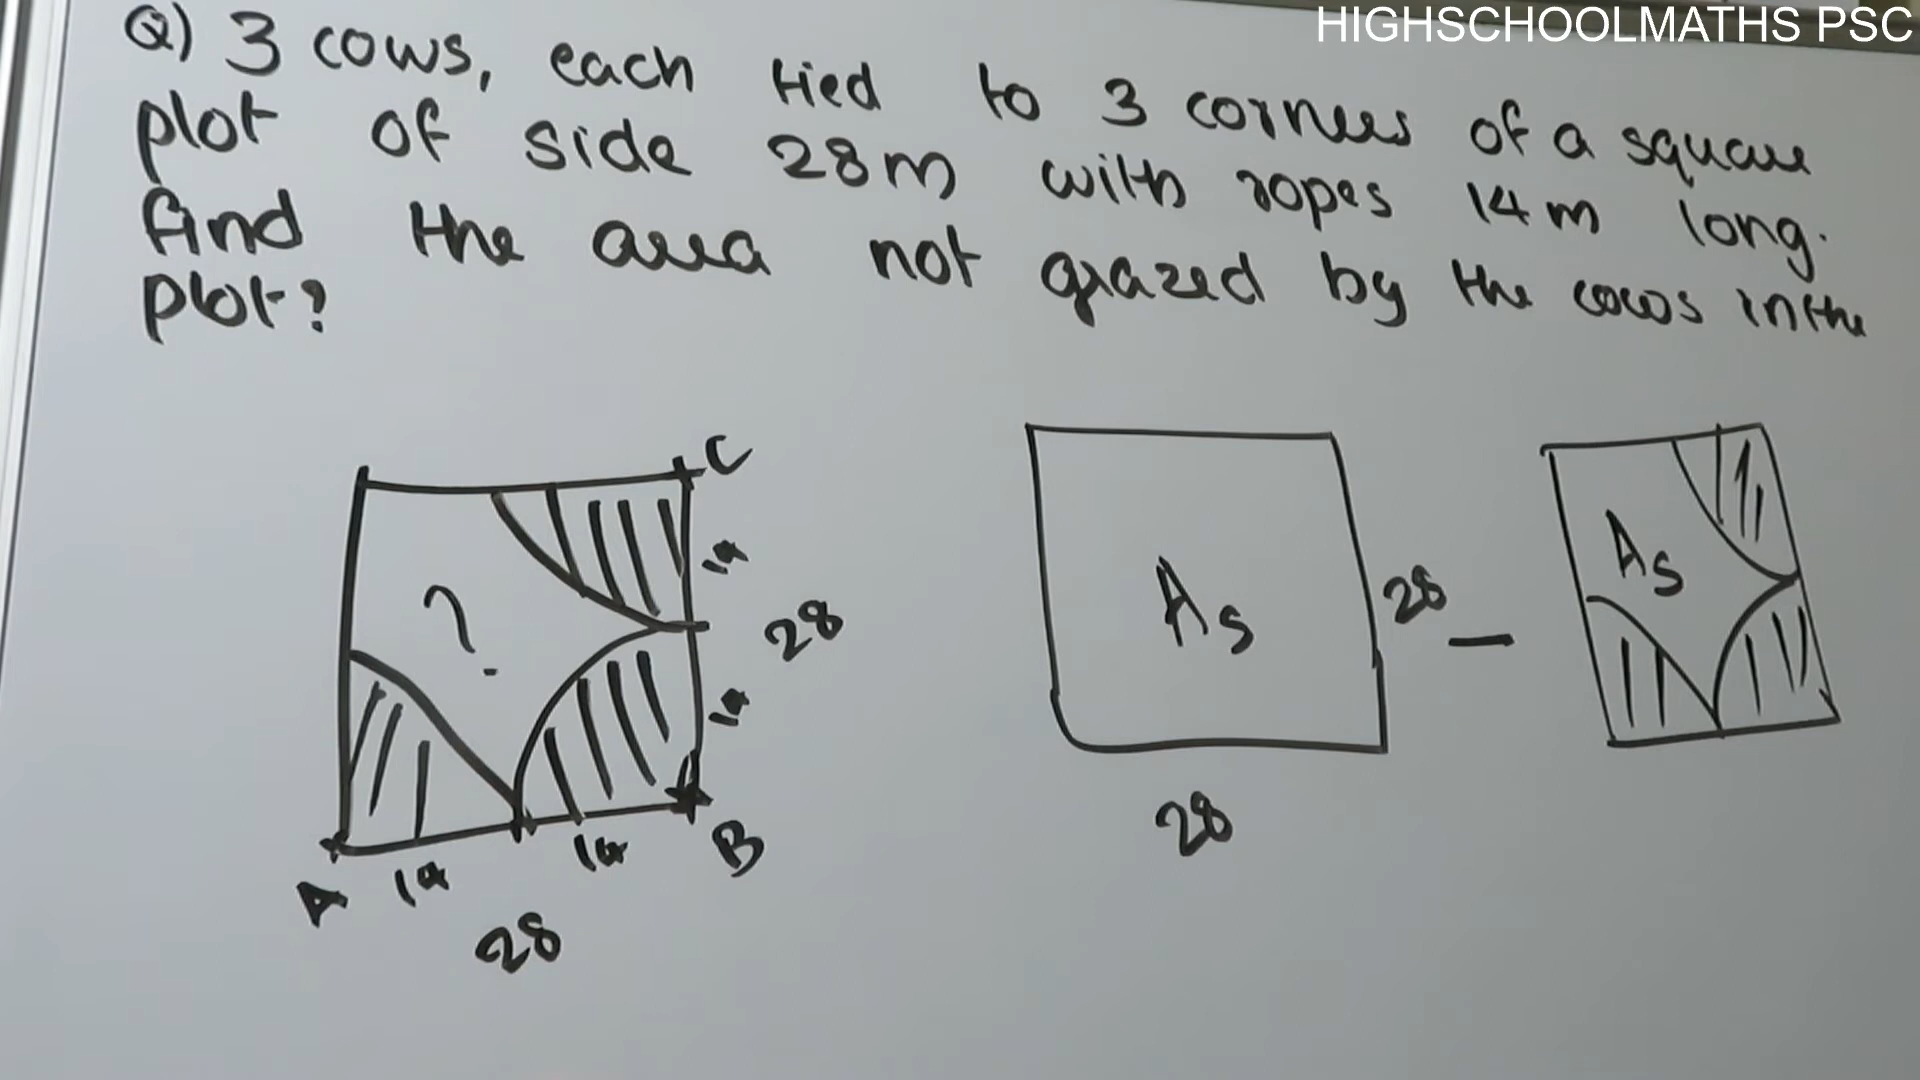 HIGHSCHOOLMATHS PSC
Q) 3 cows, each tied to 3 corners of a square
plot of side 28m with ropes 14m long.
find the area not grazed by the cows in the
plot?
C
14
28
?
14
A
14
14
B
28
As
28
—
As
28